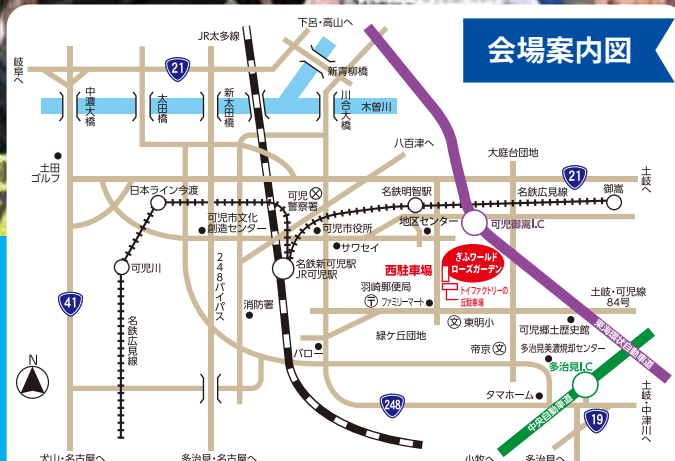 会場案内図
下呂・高山へ
JR太多線
岐阜へ
21
新青柳橋
中濃大橋
太田橋
新太田橋
川合大橋
木曽川
八百津へ
大庭台団地
土田
ゴルフ
21
土岐へ
日本ライン今渡
可児
警察署
名鉄明智駅
名鉄広見線
御嵩
可児市文化
創造センター
可児市役所
地区センター
可児御嵩I.C
サワセイ
ぎふワールド
ローズガーデン
西駐車場
可児川
248バイパス
名鉄新可児駅
JR可児駅
羽崎郵便局
トイファクトリーの
丘駐車場
土岐・可児線
84号
41
消防署
〒
ファミリーマート
名鉄広見線
文
東明小
可児郷土歴史館
東海環状自動車道
緑ケ丘団地
バロー
帝京
文
多治見美濃焼卸センター
多治見I.C
N
タマホーム
248
19
中央自動車道
土岐・中津川へ
犬山・名古屋へ
多治見・名古屋へ
小牧へ
多治見へ